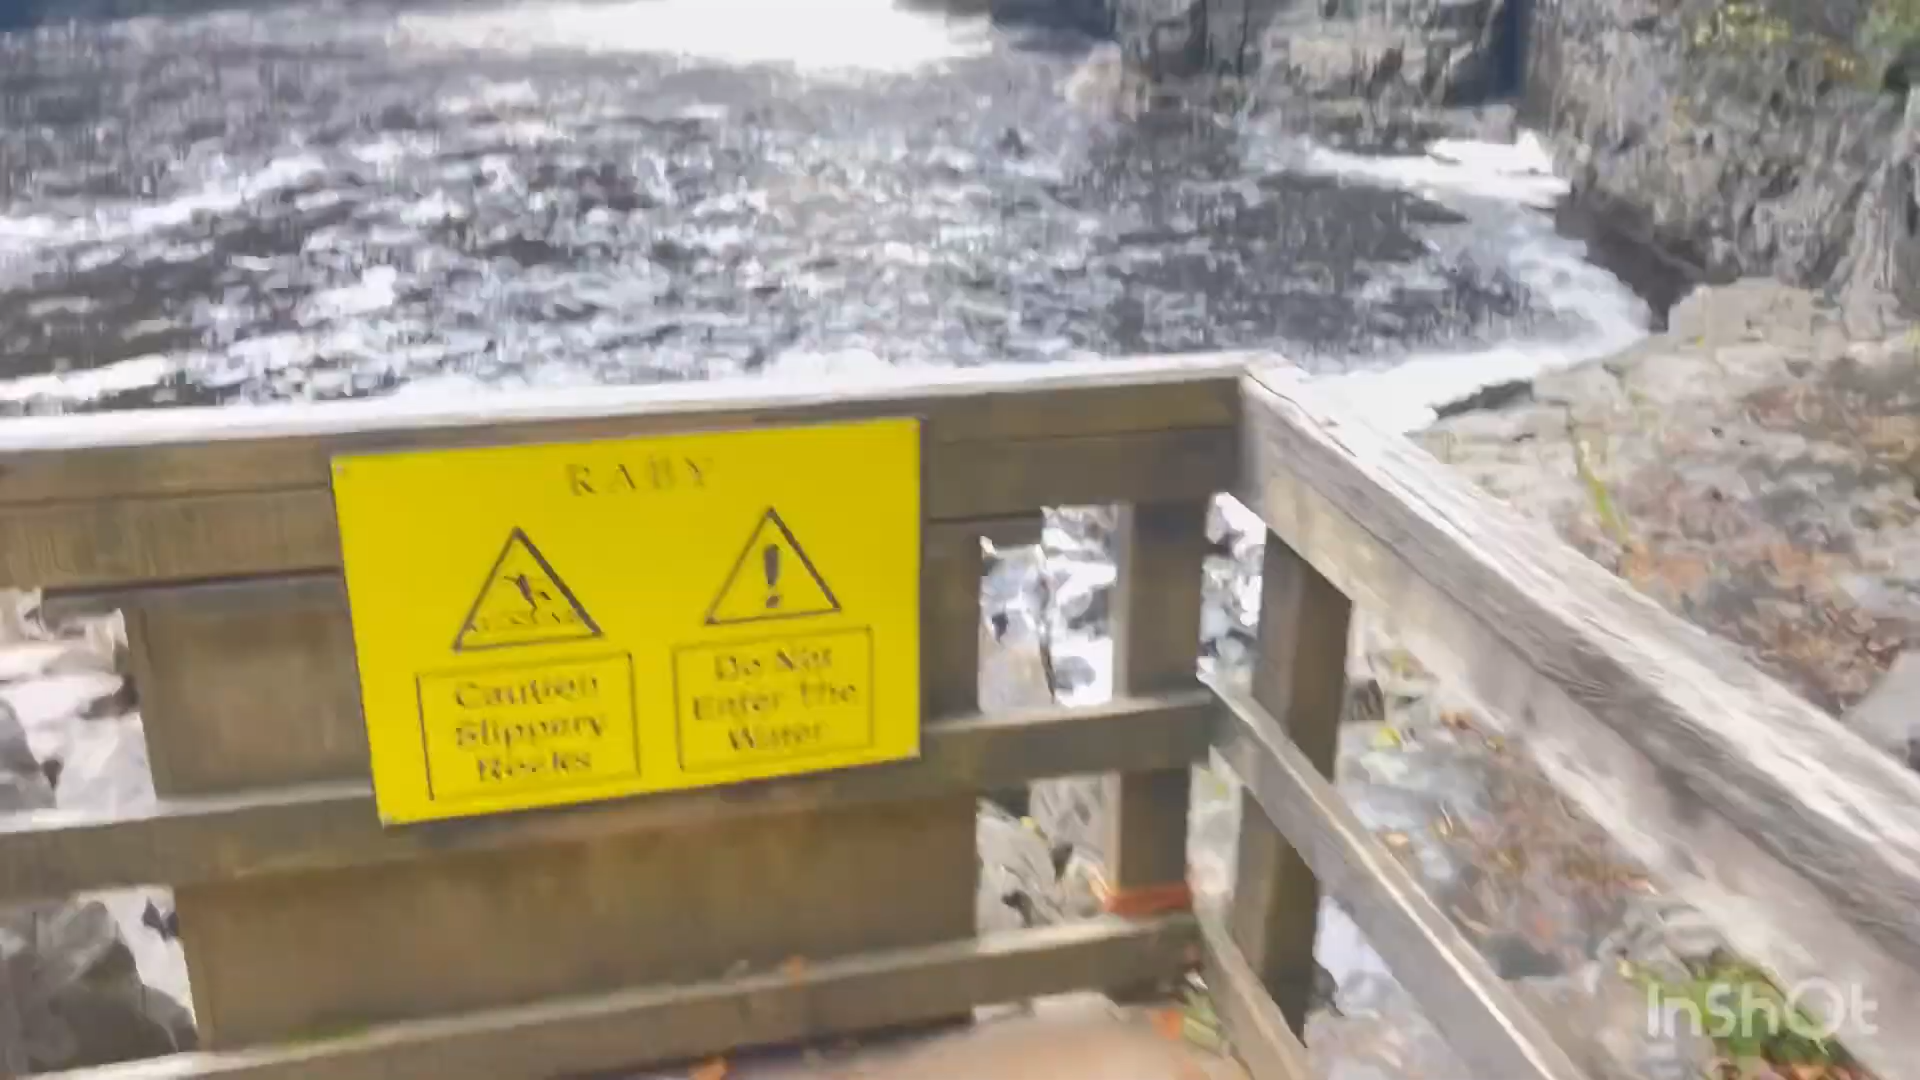 RABY
Caution
Slippery
Rocks
Do Not
Enter The
Water
InShOt